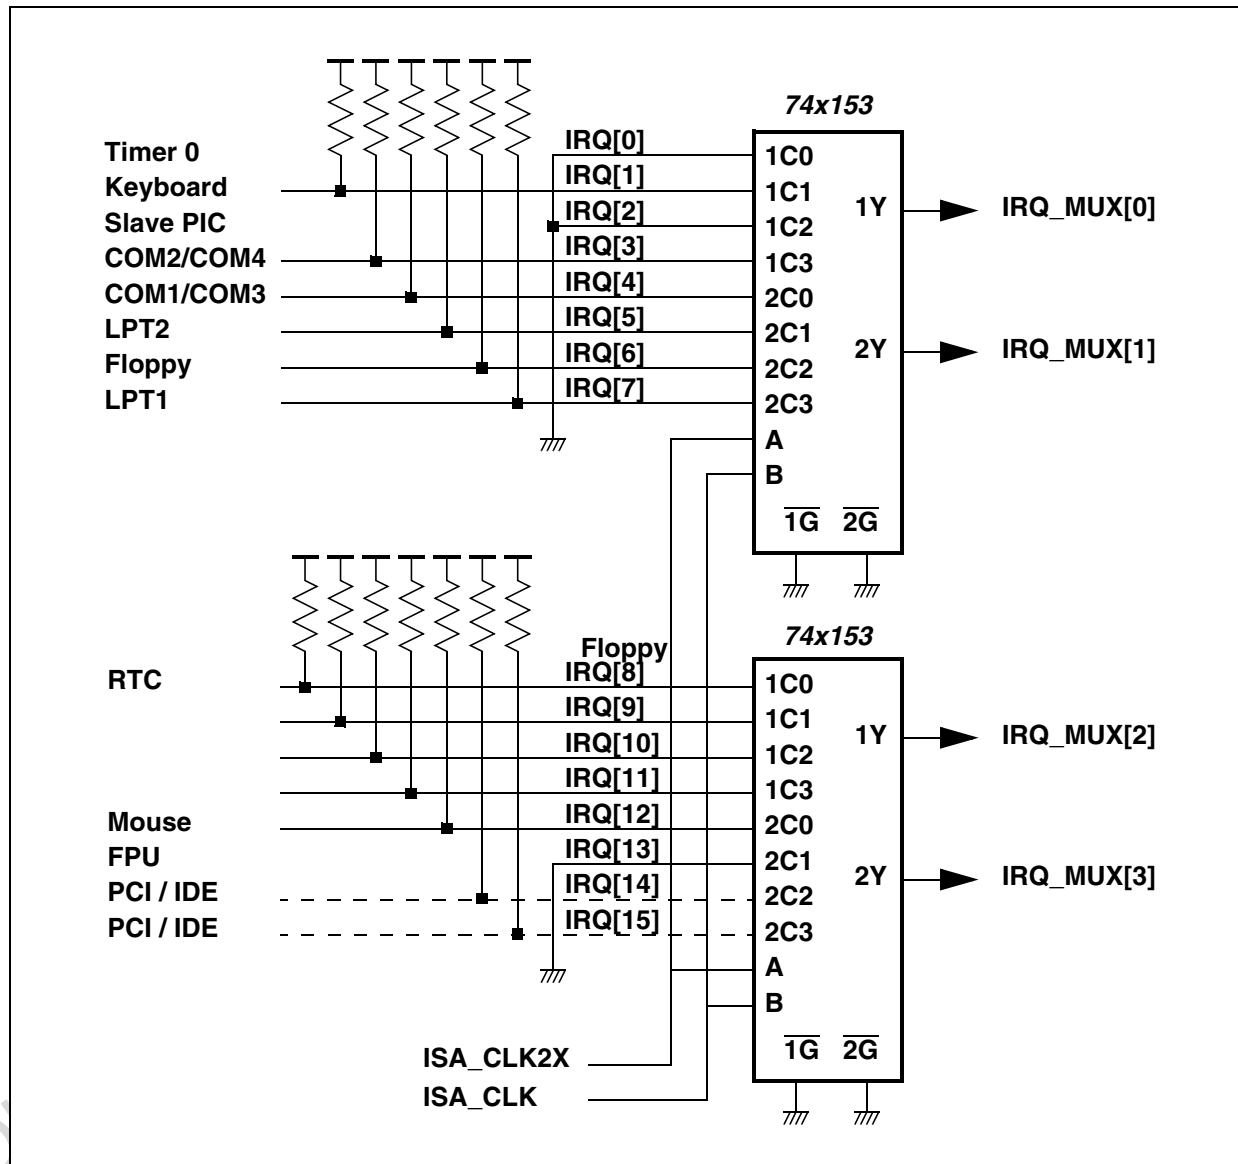 74x153
Timer 0 IRQ[0] 1C0
Keyboard IRQ[1] 1C1
Slave PIC IRQ[2] 1C2 1Y IRQ_MUX[0]
COM2/COM4 IRQ[3] 1C3
COM1/COM3 IRQ[4] 2C0
LPT2 IRQ[5] 2C1
Floppy IRQ[6] 2C2 2Y IRQ_MUX[1]
LPT1 IRQ[7] 2C3
A
B
1G 2G
74x153
Floppy
RTC IRQ[8] 1C0
IRQ[9] 1C1
IRQ[10] 1C2 1Y IRQ_MUX[2]
IRQ[11] 1C3
Mouse IRQ[12] 2C0
FPU IRQ[13] 2C1
PCI / IDE IRQ[14] 2C2 2Y IRQ_MUX[3]
PCI / IDE IRQ[15] 2C3
A
B
1G 2G
ISA_CLK2X
ISA_CLK